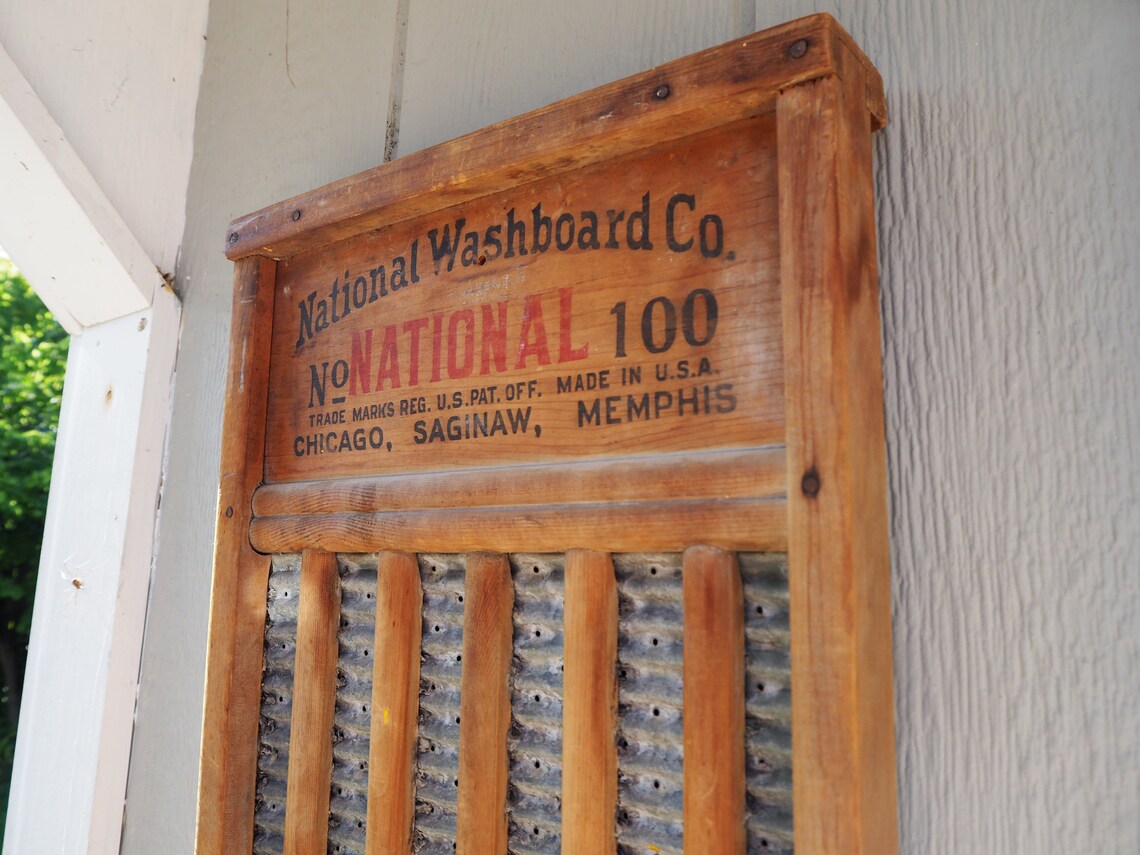 National Washboard Co.
No NATIONAL 100
TRADE MARKS REG. U.S.PAT. OFF. MADE IN U.S.A.
CHICAGO, SAGINAW, MEMPHIS